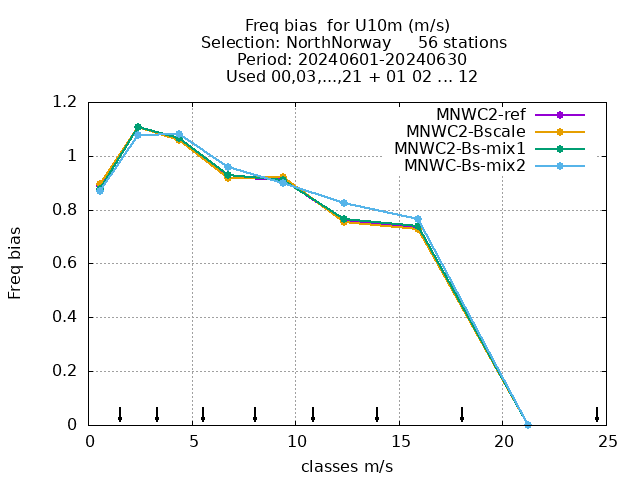 Freq bias  for U10m (m/s)
Selection: NorthNorway     56 stations
Period: 20240601-20240630
Used 00,03,...,21 + 01 02 ... 12
MNWC2-ref
MNWC2-Bscale
MNWC2-Bs-mix1
MNWC-Bs-mix2
Freq bias
1.2
1
0.8
0.6
0.4
0.2
0
0 5 10 15 20 25
classes m/s